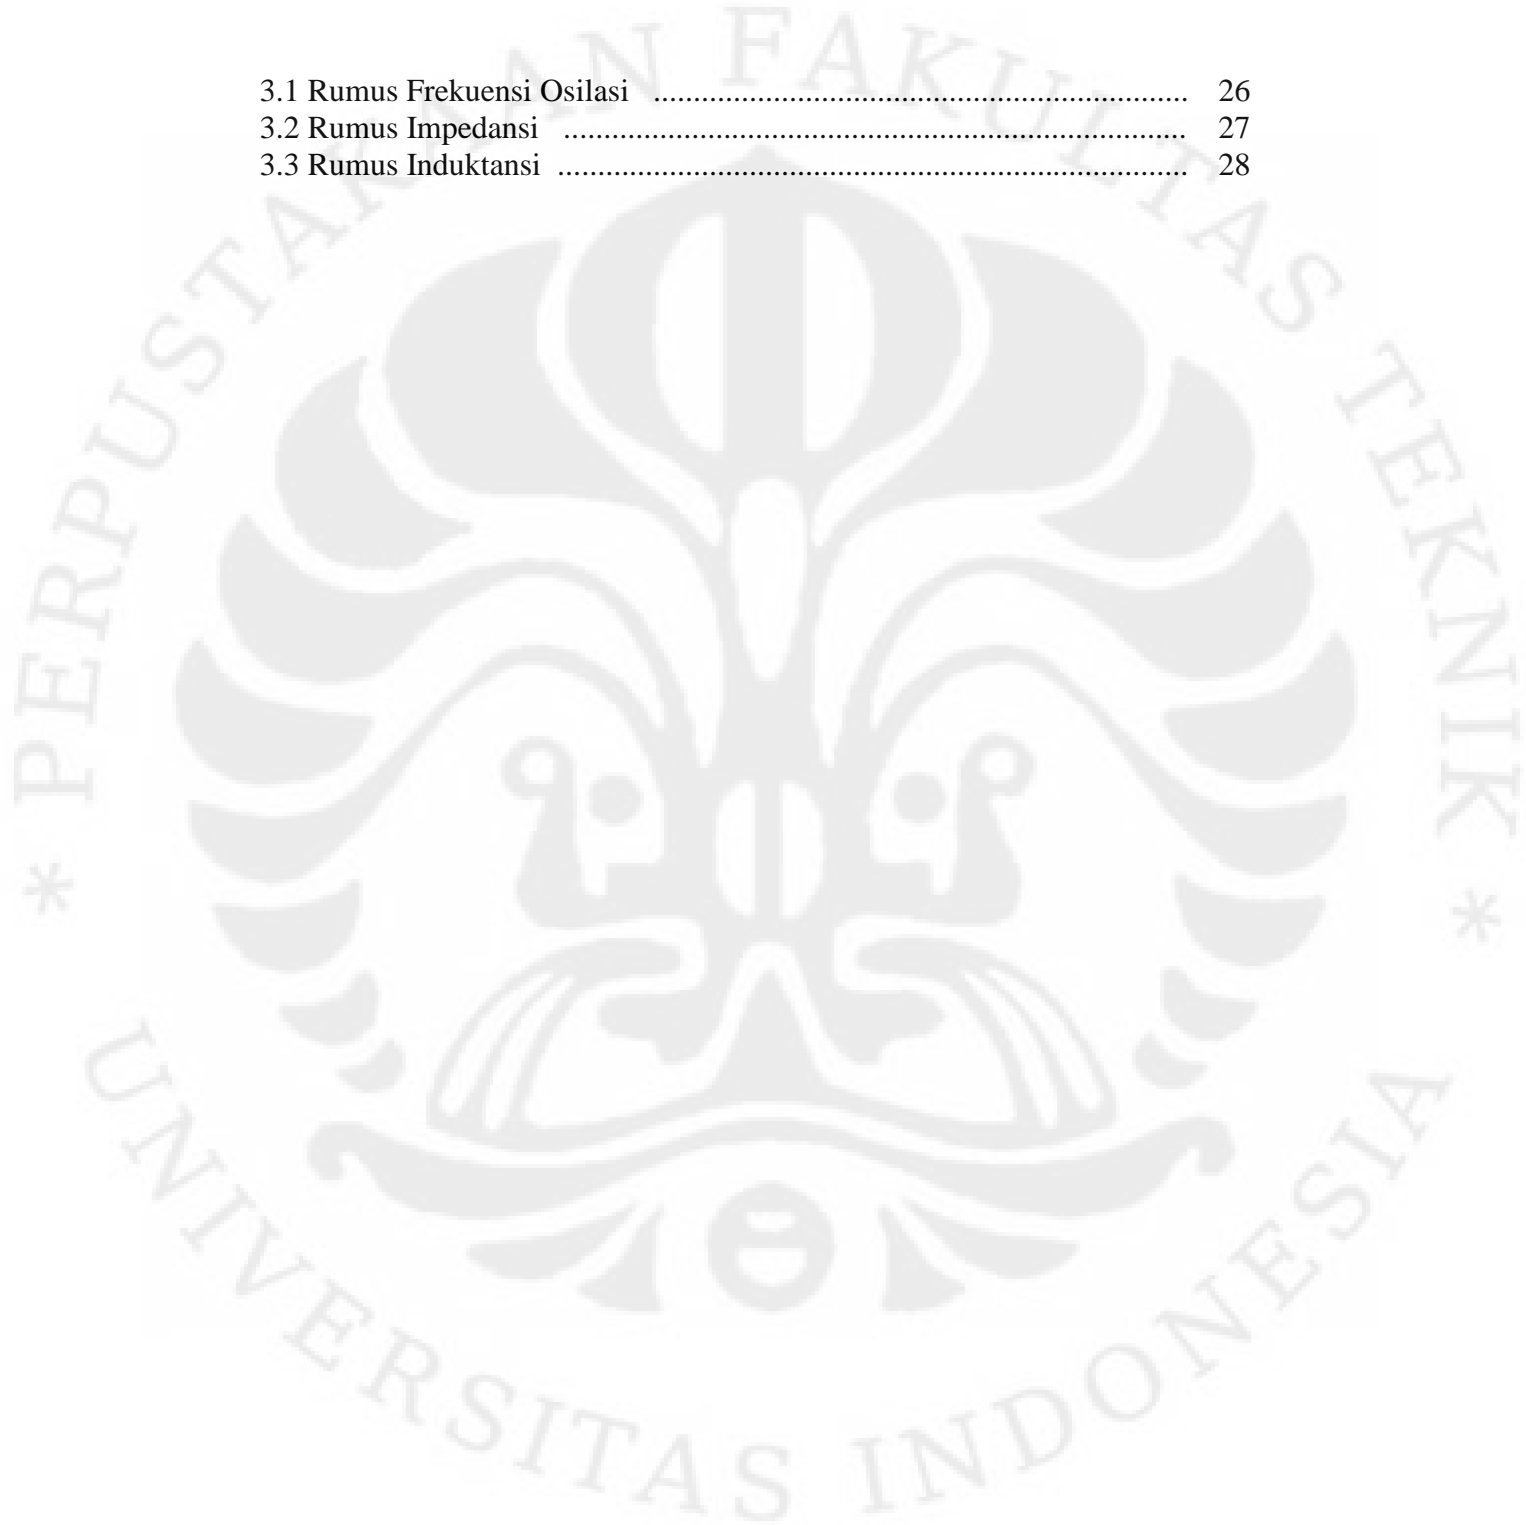 3.1 Rumus Frekuensi Osilasi ................................................................... 26
3.2 Rumus Impedansi .............................................................................. 27
3.3 Rumus Induktansi ............................................................................... 28
* PERPUSTAKAAN FAKULTAS TEKNIK *
UNIVERSITAS INDONESIA